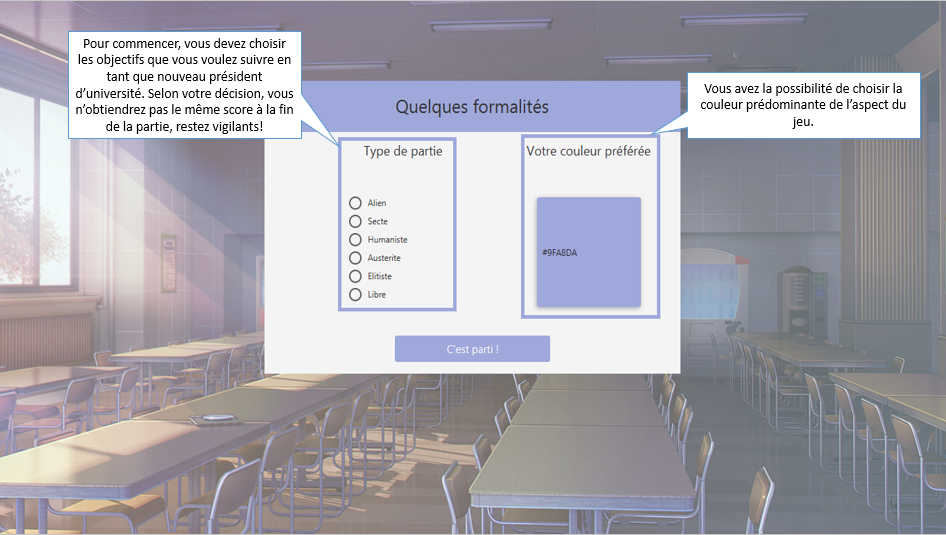 Pour commencer, vous devez choisir
les objectifs que vous voulez suivre en
tant que nouveau président
d'université. Selon votre décision, vous
n'obtiendrez pas le même score à la fin
de la partie, restez vigilants!
Vous avez la possibilité de choisir la
couleur prédominante de l'aspect du
jeu.
Quelques formalités
Type de partie
Alien
Secte
Humaniste
Austerite
Elitiste
Libre
Votre couleur préférée
#9FA8DA
C'est parti !